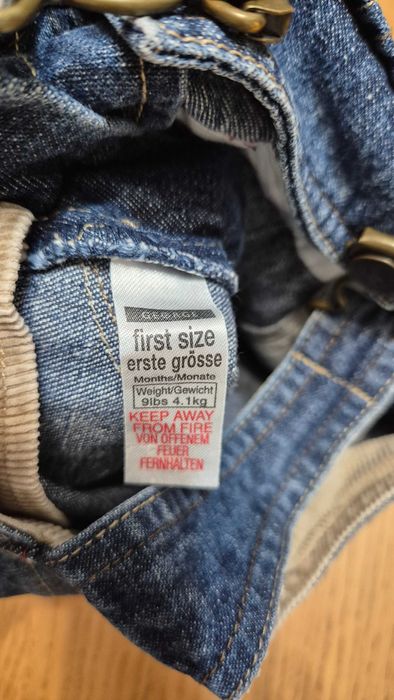 GEORGE
first size
erste grösse
Months/Monate
Weight/Gewicht
9lbs 4.1kg
KEEP AWAY
FROM FIRE
VON OFFENEM
FEUER
FERNHALTEN